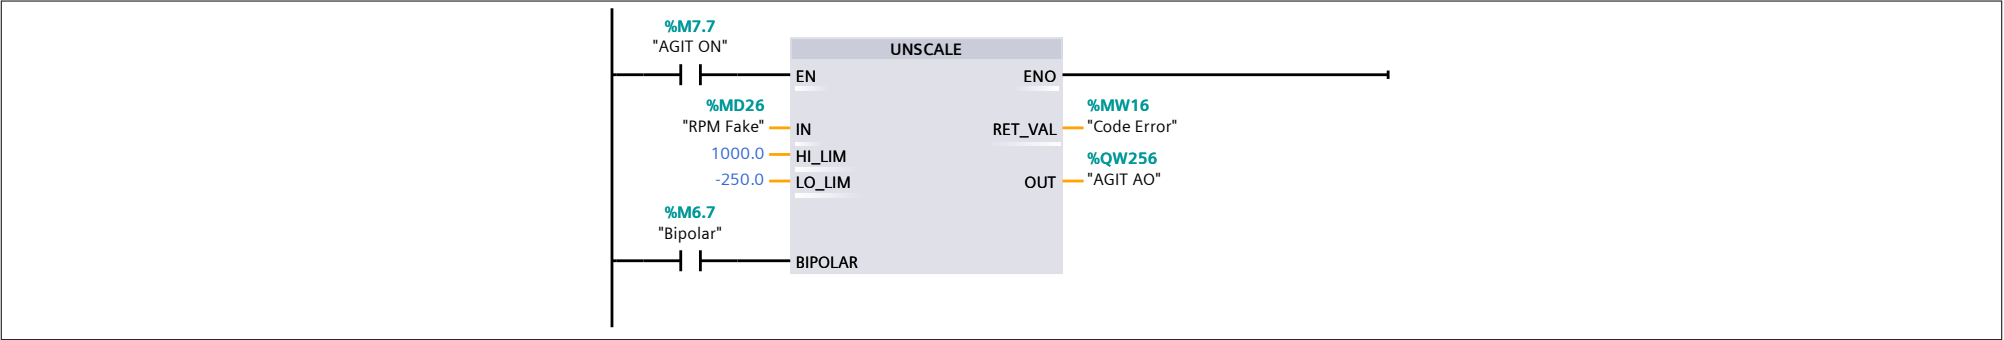 %M7.7
"AGIT ON"
UNSCALE
EN
ENO
%MD26
"RPM Fake"
IN
RET_VAL
%MW16
"Code Error"
1000.0
HI_LIM
-250.0
LO_LIM
OUT
%QW256
"AGIT AO"
%M6.7
"Bipolar"
BIPOLAR